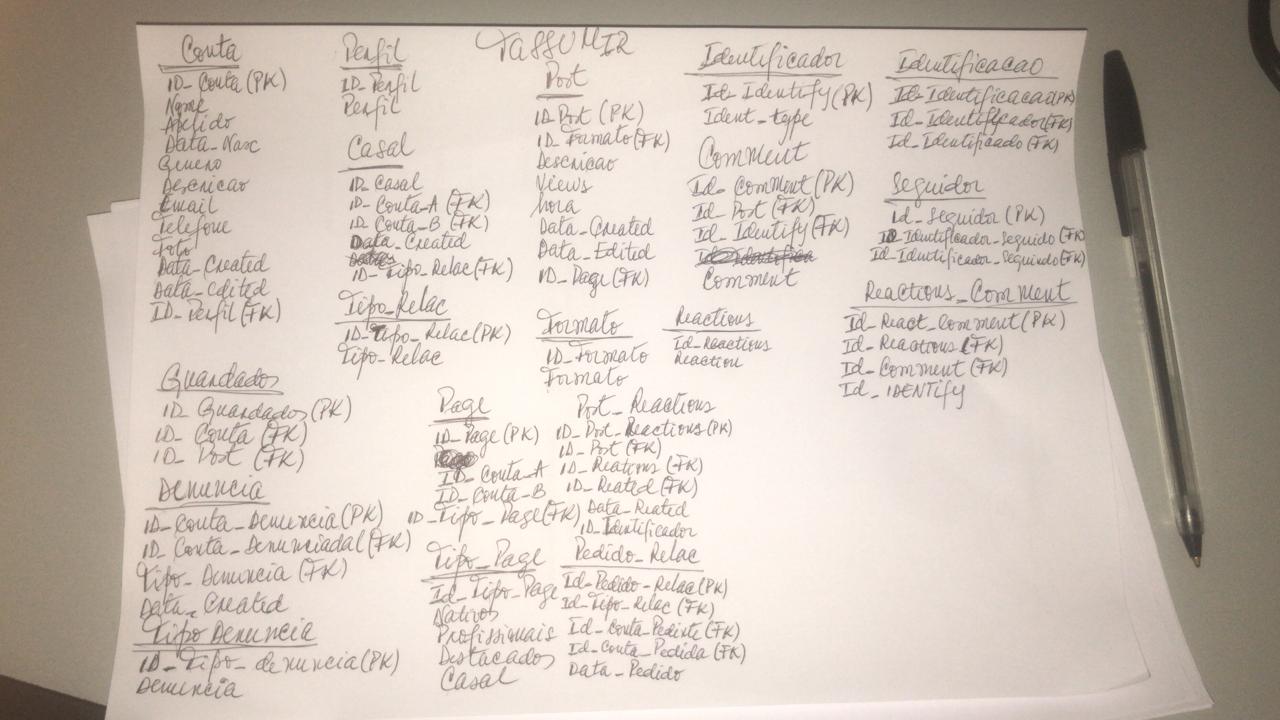 TASSUMIR
Conta
ID_Conta (PK)
Nome
Apelido
Data_Nasc
Genero
Descricao
Email
Telefone
Foto
Data_Created
Data_Edited
ID_Perfil (FK)
Guardados
ID_Guardados (PK)
ID_Conta (FK)
ID_Post (FK)
Denuncia
ID_Conta_Denuncia (PK)
ID_Conta_Denunciada (FK)
Tipo_Denuncia (FK)
Data_Created
Tipo Denuncia
ID_Tipo_denuncia (PK)
Denuncia
Perfil
ID_Perfil
Perfil
Casal
ID_Casal
ID_Conta_A (FK)
ID_Conta_B (FK)
Data_Created
ID_Tipo_Relac (FK)
Tipo_Relac
ID_Tipo_Relac (PK)
Tipo_Relac
Page
ID_Page (PK)
ID_Conta_A
ID_Conta_B
ID_Tipo_Page (FK)
Tipo_Page
Id_Tipo_Page
Nativos
Profissionais
Destacados
Casal
Post
ID_Post (PK)
ID_Formato (FK)
Descricao
Views
hora
Data_Created
Data_Edited
ID_Page (FK)
Formato
ID_Formato
Formato
Post_Reactions
ID_Post_Reactions (PK)
ID_Post (FK)
ID_Reations (FK)
ID_Reated (FK)
Data_Reated
ID_Identificador
Pedido_Relac
Id_Pedido_Relac (PK)
Id_Tipo_Relac (FK)
Id_Conta_Pedinte (FK)
Id_Conta_Pedida (FK)
Data_Pedido
Identificador
Id_Identify (PK)
Ident_type
Comment
Id_Comment (PK)
Id_Post (FK)
Id_Identify (FK)
Comment
Reactions
Id_Reactions
Reaction
Identificacao
Id_Identificacao (PK)
Id_Identificador (FK)
Id_Identificado (FK)
Seguidor
Id_Seguidor (PK)
ID_Identificador_Seguido (FK)
Id_Identificador_Seguindo (FK)
Reactions_Comment
Id_React_Comment (PK)
Id_Reactions (FK)
Id_Comment (FK)
Id_IDENTIFY